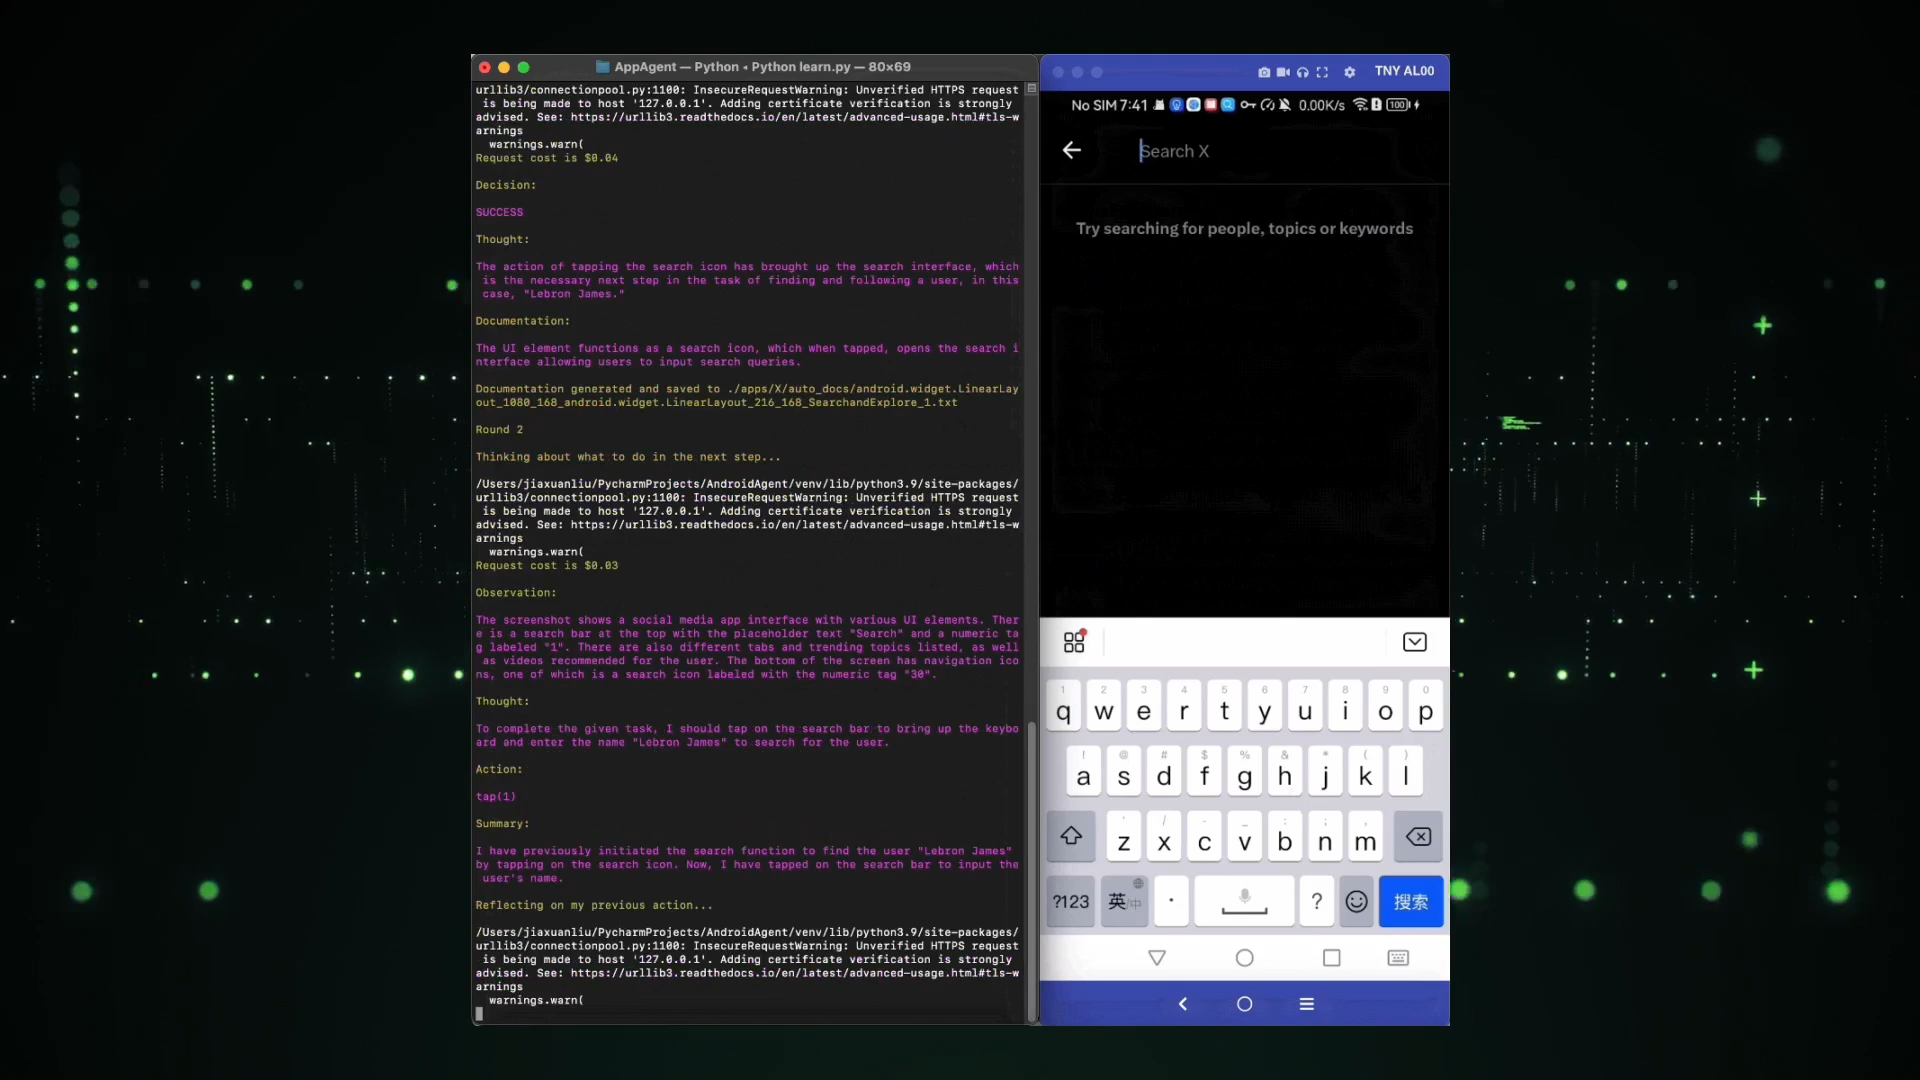 AppAgent — Python ◂ Python learn.py — 80×69
urllib3/connectionpool.py:1100: InsecureRequestWarning: Unverified HTTPS request
is being made to host '127.0.0.1'. Adding certificate verification is strongly
advised. See: https://urllib3.readthedocs.io/en/latest/advanced-usage.html#tls-w
arnings
warnings.warn(
Request cost is $0.04
Decision:
SUCCESS
Thought:
The action of tapping the search icon has brought up the search interface, which
is the necessary next step in the task of finding and following a user, in this
case, "Lebron James."
Documentation:
The UI element functions as a search icon, which when tapped, opens the search i
nterface allowing users to input search queries.
Documentation generated and saved to ./apps/X/auto_docs/android.widget.LinearLay
out_1080_168_android.widget.LinearLayout_216_168_SearchandExplore_1.txt
Round 2
Thinking about what to do in the next step...
/Users/jiaxuanliu/PycharmProjects/AndroidAgent/venv/lib/python3.9/site-packages/
urllib3/connectionpool.py:1100: InsecureRequestWarning: Unverified HTTPS request
is being made to host '127.0.0.1'. Adding certificate verification is strongly
advised. See: https://urllib3.readthedocs.io/en/latest/advanced-usage.html#tls-w
arnings
warnings.warn(
Request cost is $0.03
Observation:
The screenshot shows a social media app interface with various UI elements. Ther
e is a search bar at the top with the placeholder text "Search" and a numeric ta
g labeled "1". There are also different tabs and trending topics listed, as well
as videos recommended for the user. The bottom of the screen has navigation ico
ns, one of which is a search icon labeled with the numeric tag "30".
Thought:
To complete the given task, I should tap on the search bar to bring up the keybo
ard and enter the name "Lebron James" to search for the user.
Action:
tap(1)
Summary:
I have previously initiated the search function to find the user "Lebron James"
by tapping on the search icon. Now, I have tapped on the search bar to input the
user's name.
Reflecting on my previous action...
/Users/jiaxuanliu/PycharmProjects/AndroidAgent/venv/lib/python3.9/site-packages/
urllib3/connectionpool.py:1100: InsecureRequestWarning: Unverified HTTPS request
is being made to host '127.0.0.1'. Adding certificate verification is strongly
advised. See: https://urllib3.readthedocs.io/en/latest/advanced-usage.html#tls-w
arnings
warnings.warn(
TNY AL00
No SIM 7:41 0.00K/s 100
Search X
Try searching for people, topics or keywords
1 2 3 4 5 6 7 8 9 0
q w e r t y u i o p
! @ # $ % & * ( )
a s d f g h j k l
' / - _ : ; ,
z x c v b n m
?123 英/中 . ? 搜索